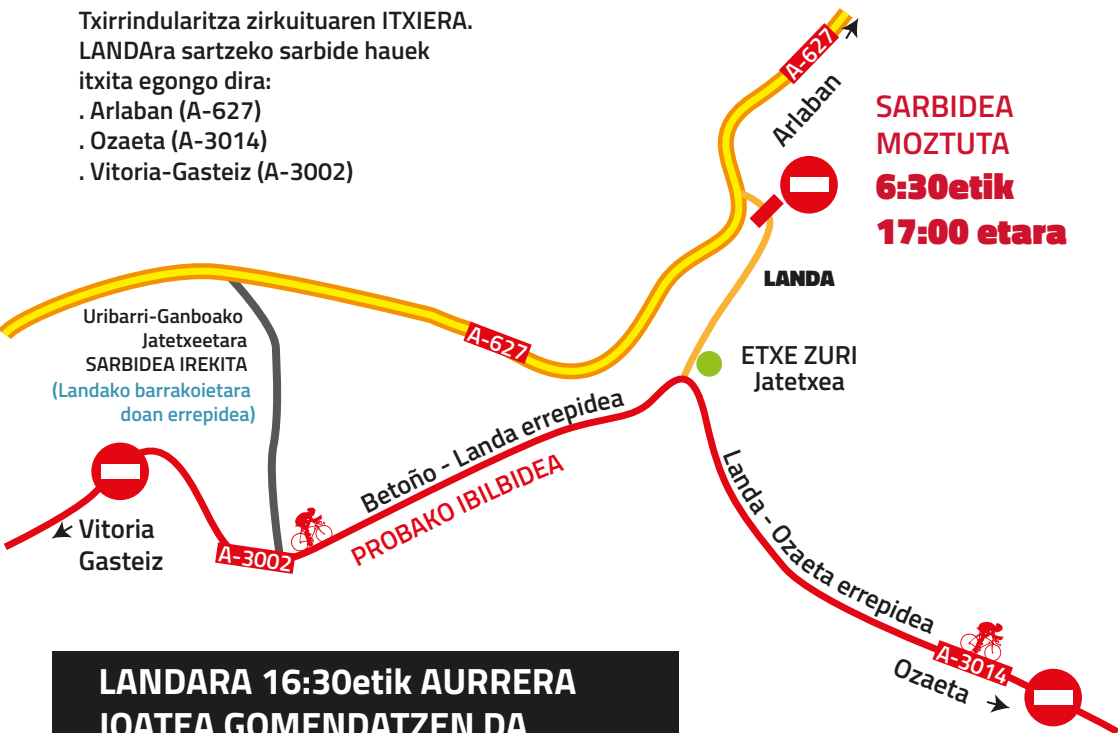 Txirrindularitza zirkuituaren ITXIERA.
LANDAra sartzeko sarbide hauek
itxita egongo dira:
. Arlaban (A-627)
. Ozaeta (A-3014)
. Vitoria-Gasteiz (A-3002)
A-627
Arlaban
SARBIDEA
MOZTUTA
6:30etik
17:00 etara
LANDA
Uribarri-Ganboako
Jatetxeetara
SARBIDEA IREKITA
(Landako barrakoietara
doan errepidea)
A-627
ETXE ZURI
Jatetxea
Betoño - Landa errepidea
PROBAKO IBILBIDEA
Vitoria
Gasteiz
A-3002
Landa - Ozaeta errepidea
A-3014
Ozaeta
LANDARA 16:30etik AURRERA
JOATEA GOMENDATZEN DA